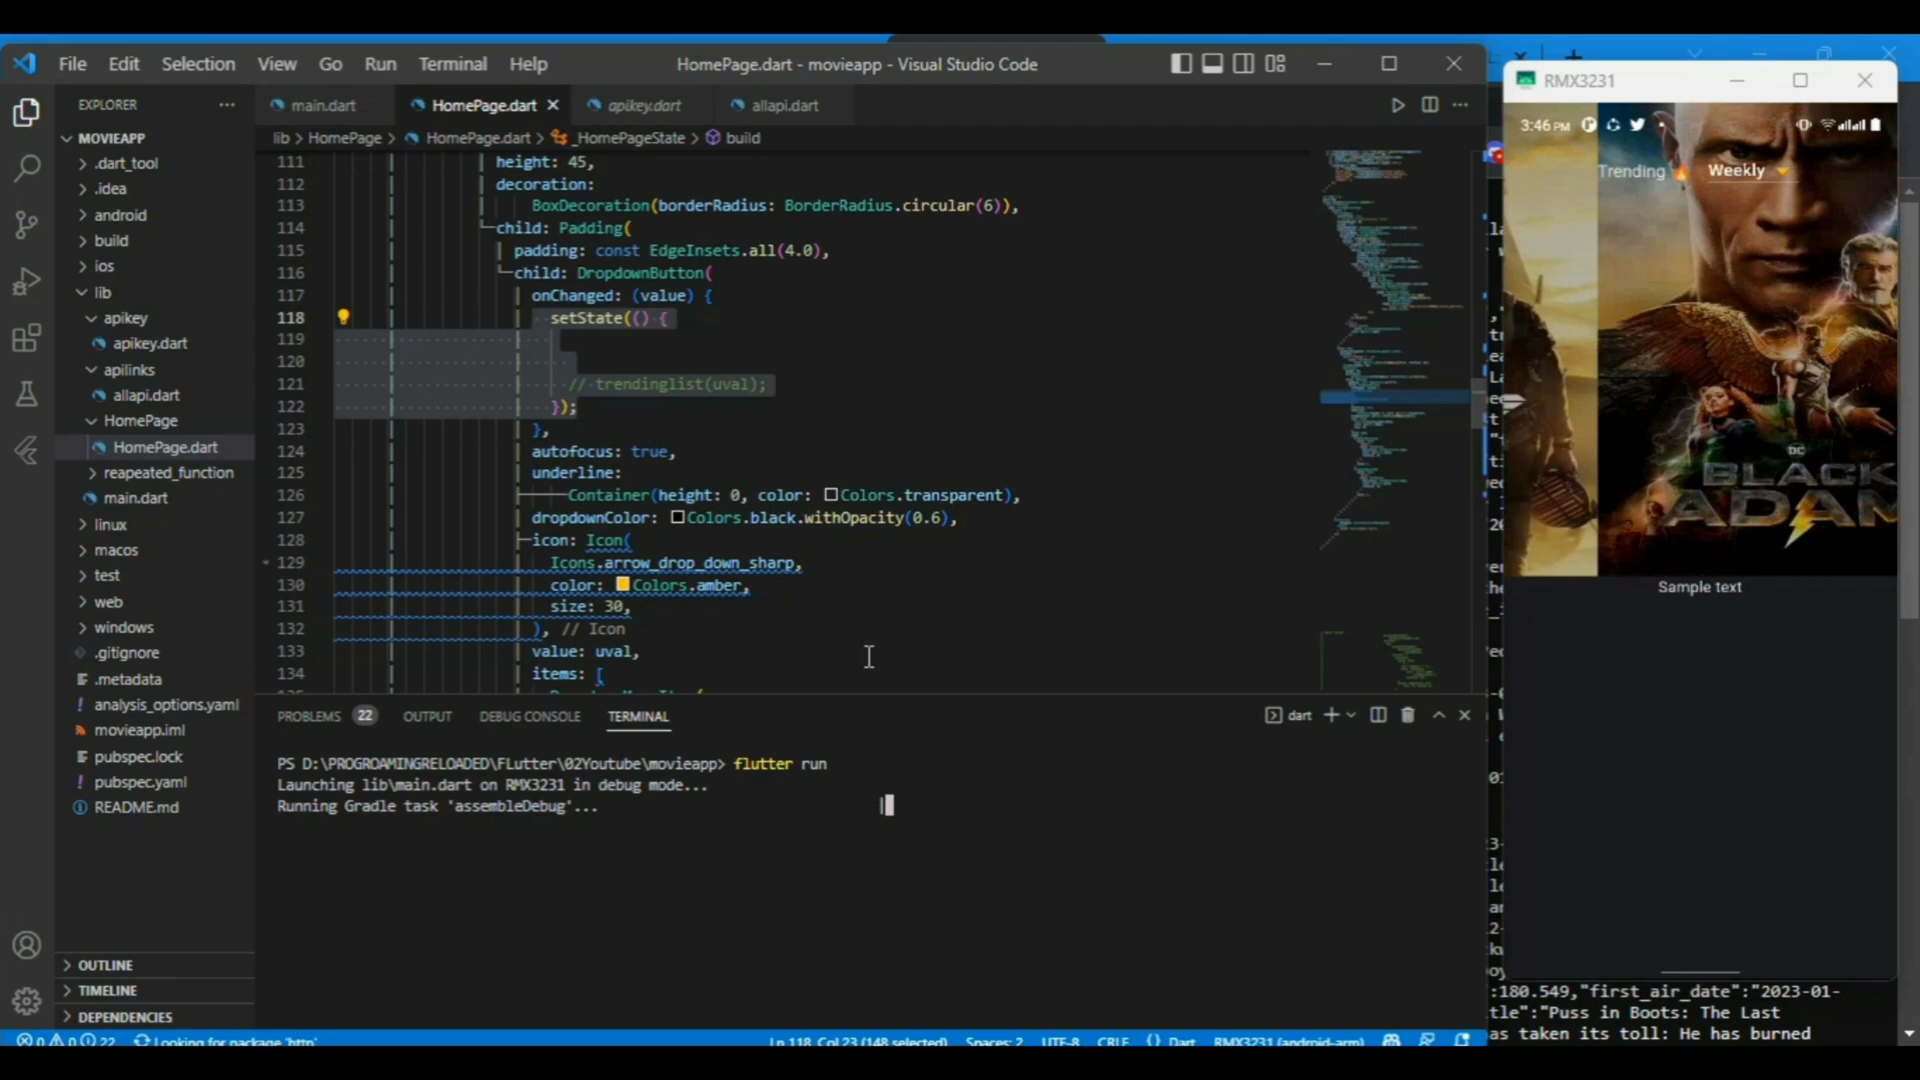 File Edit Selection View Go Run Terminal Help
HomePage.dart - movieapp - Visual Studio Code
EXPLORER
MOVIEAPP
.dart_tool
.idea
android
build
ios
lib
apikey
apikey.dart
apilinks
allapi.dart
HomePage
HomePage.dart
reapeated_function
main.dart
linux
macos
test
web
windows
.gitignore
.metadata
analysis_options.yaml
movieapp.iml
pubspec.lock
pubspec.yaml
README.md
OUTLINE
TIMELINE
DEPENDENCIES
main.dart HomePage.dart apikey.dart allapi.dart
lib > HomePage > HomePage.dart > _HomePageState > build
111 height: 45,
112 decoration:
113 BoxDecoration(borderRadius: BorderRadius.circular(6)),
114 child: Padding(
115 padding: const EdgeInsets.all(4.0),
116 child: DropdownButton(
117 onChanged: (value) {
118 setState(() {
119
120
121 // trendinglist(uval);
122 });
123 },
124 autofocus: true,
125 underline:
126 Container(height: 0, color: Colors.transparent),
127 dropdownColor: Colors.black.withOpacity(0.6),
128 icon: Icon(
129 Icons.arrow_drop_down_sharp,
130 color: Colors.amber,
131 size: 30,
132 ), // Icon
133 value: uval,
134 items: [
PROBLEMS 22 OUTPUT DEBUG CONSOLE TERMINAL
dart
PS D:\PROGROAMINGRELOADED\FLutter\02Youtube\movieapp> flutter run
Launching lib\main.dart on RMX3231 in debug mode...
Running Gradle task 'assembleDebug'...
0 0 22 Looking for package 'http' Ln 118, Col 23 (148 selected) Spaces: 2 UTF-8 CRLF {} Dart RMX3231 (android-arm)
RMX3231
3:46 PM
Trending Weekly
DC
BLACK
ADAM
Sample text
:180.549,"first_air_date":"2023-01-
tle":"Puss in Boots: The Last
as taken its toll: He has burned